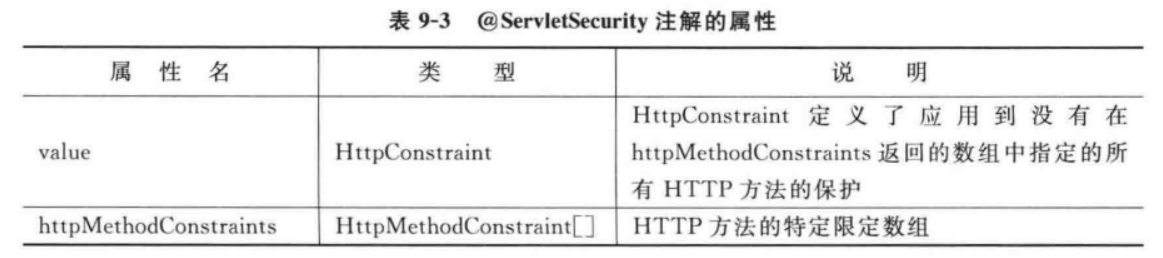 表 9-3 @ServletSecurity 注解的属性
属 性 名 类 型 说 明
value HttpConstraint HttpConstraint 定义了应用到没有在
httpMethodConstraints 返回的数组中指定的所
有 HTTP 方法的保护
httpMethodConstraints HttpMethodConstraint[] HTTP 方法的特定限定数组